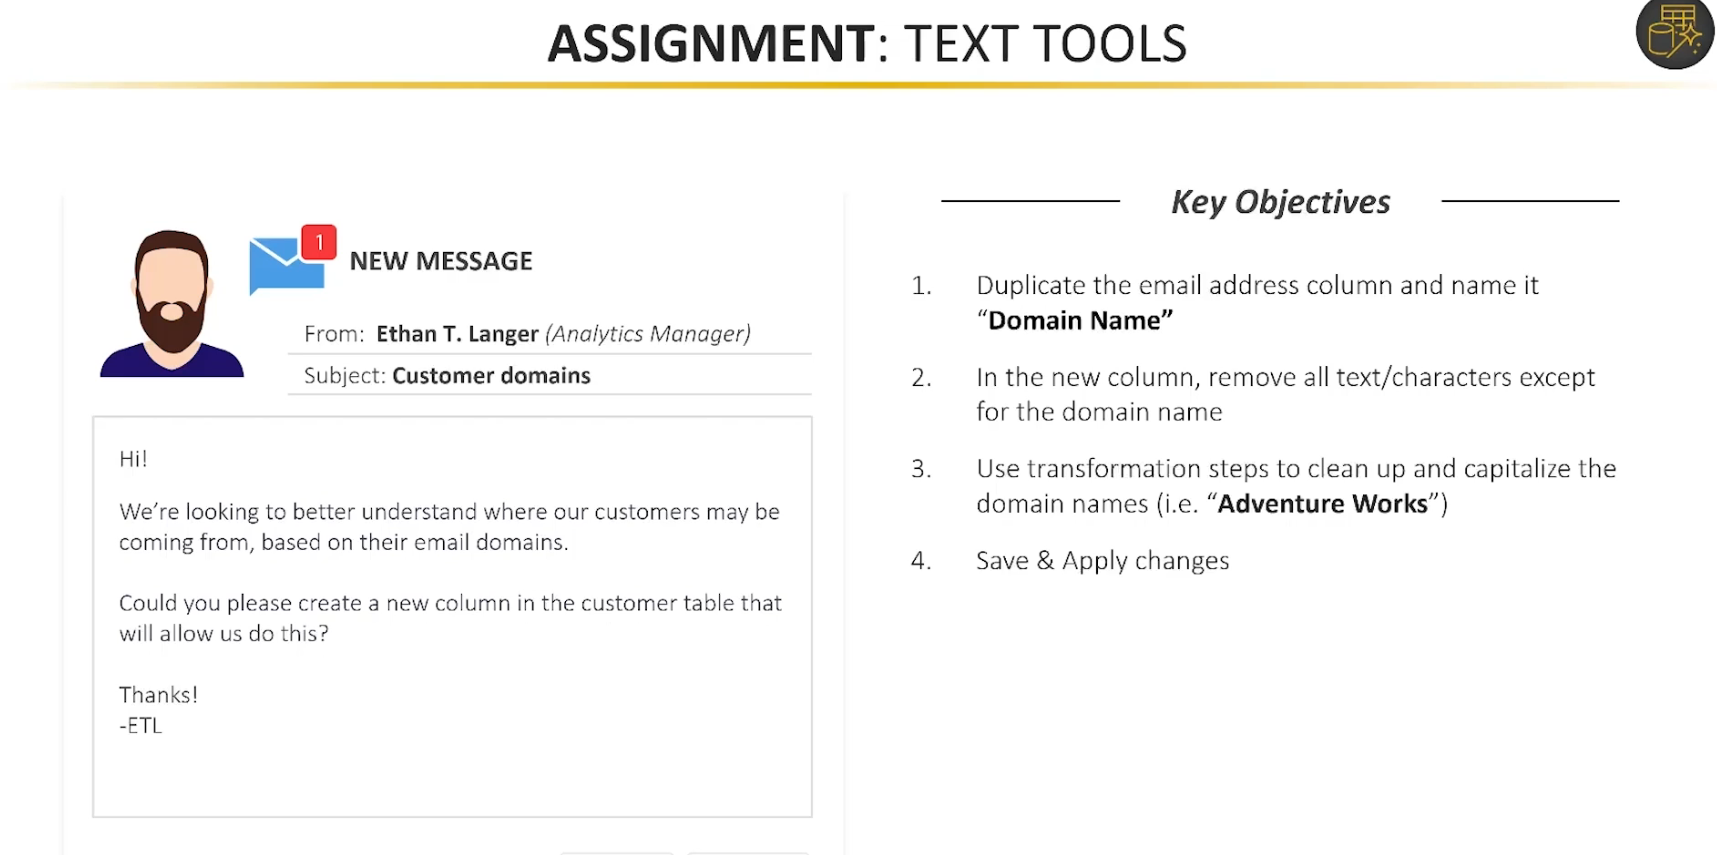 ASSIGNMENT: TEXT TOOLS
1
NEW MESSAGE
From: Ethan T. Langer (Analytics Manager)
Subject: Customer domains
Hi!
We’re looking to better understand where our customers may be
coming from, based on their email domains.
Could you please create a new column in the customer table that
will allow us do this?
Thanks!
-ETL
Key Objectives
1. Duplicate the email address column and name it
“Domain Name”
2. In the new column, remove all text/characters except
for the domain name
3. Use transformation steps to clean up and capitalize the
domain names (i.e. “Adventure Works”)
4. Save & Apply changes